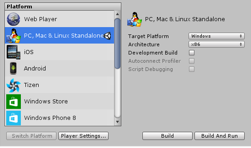 Platform
Web Player
PC, Mac & Linux Standalone
iOS
Android
Tizen
Windows Store
Windows Phone 8
Switch Platform
Player Settings...
PC, Mac & Linux Standalone
Target Platform Windows
Architecture x86
Development Build
Autoconnect Profiler
Script Debugging
Build
Build And Run